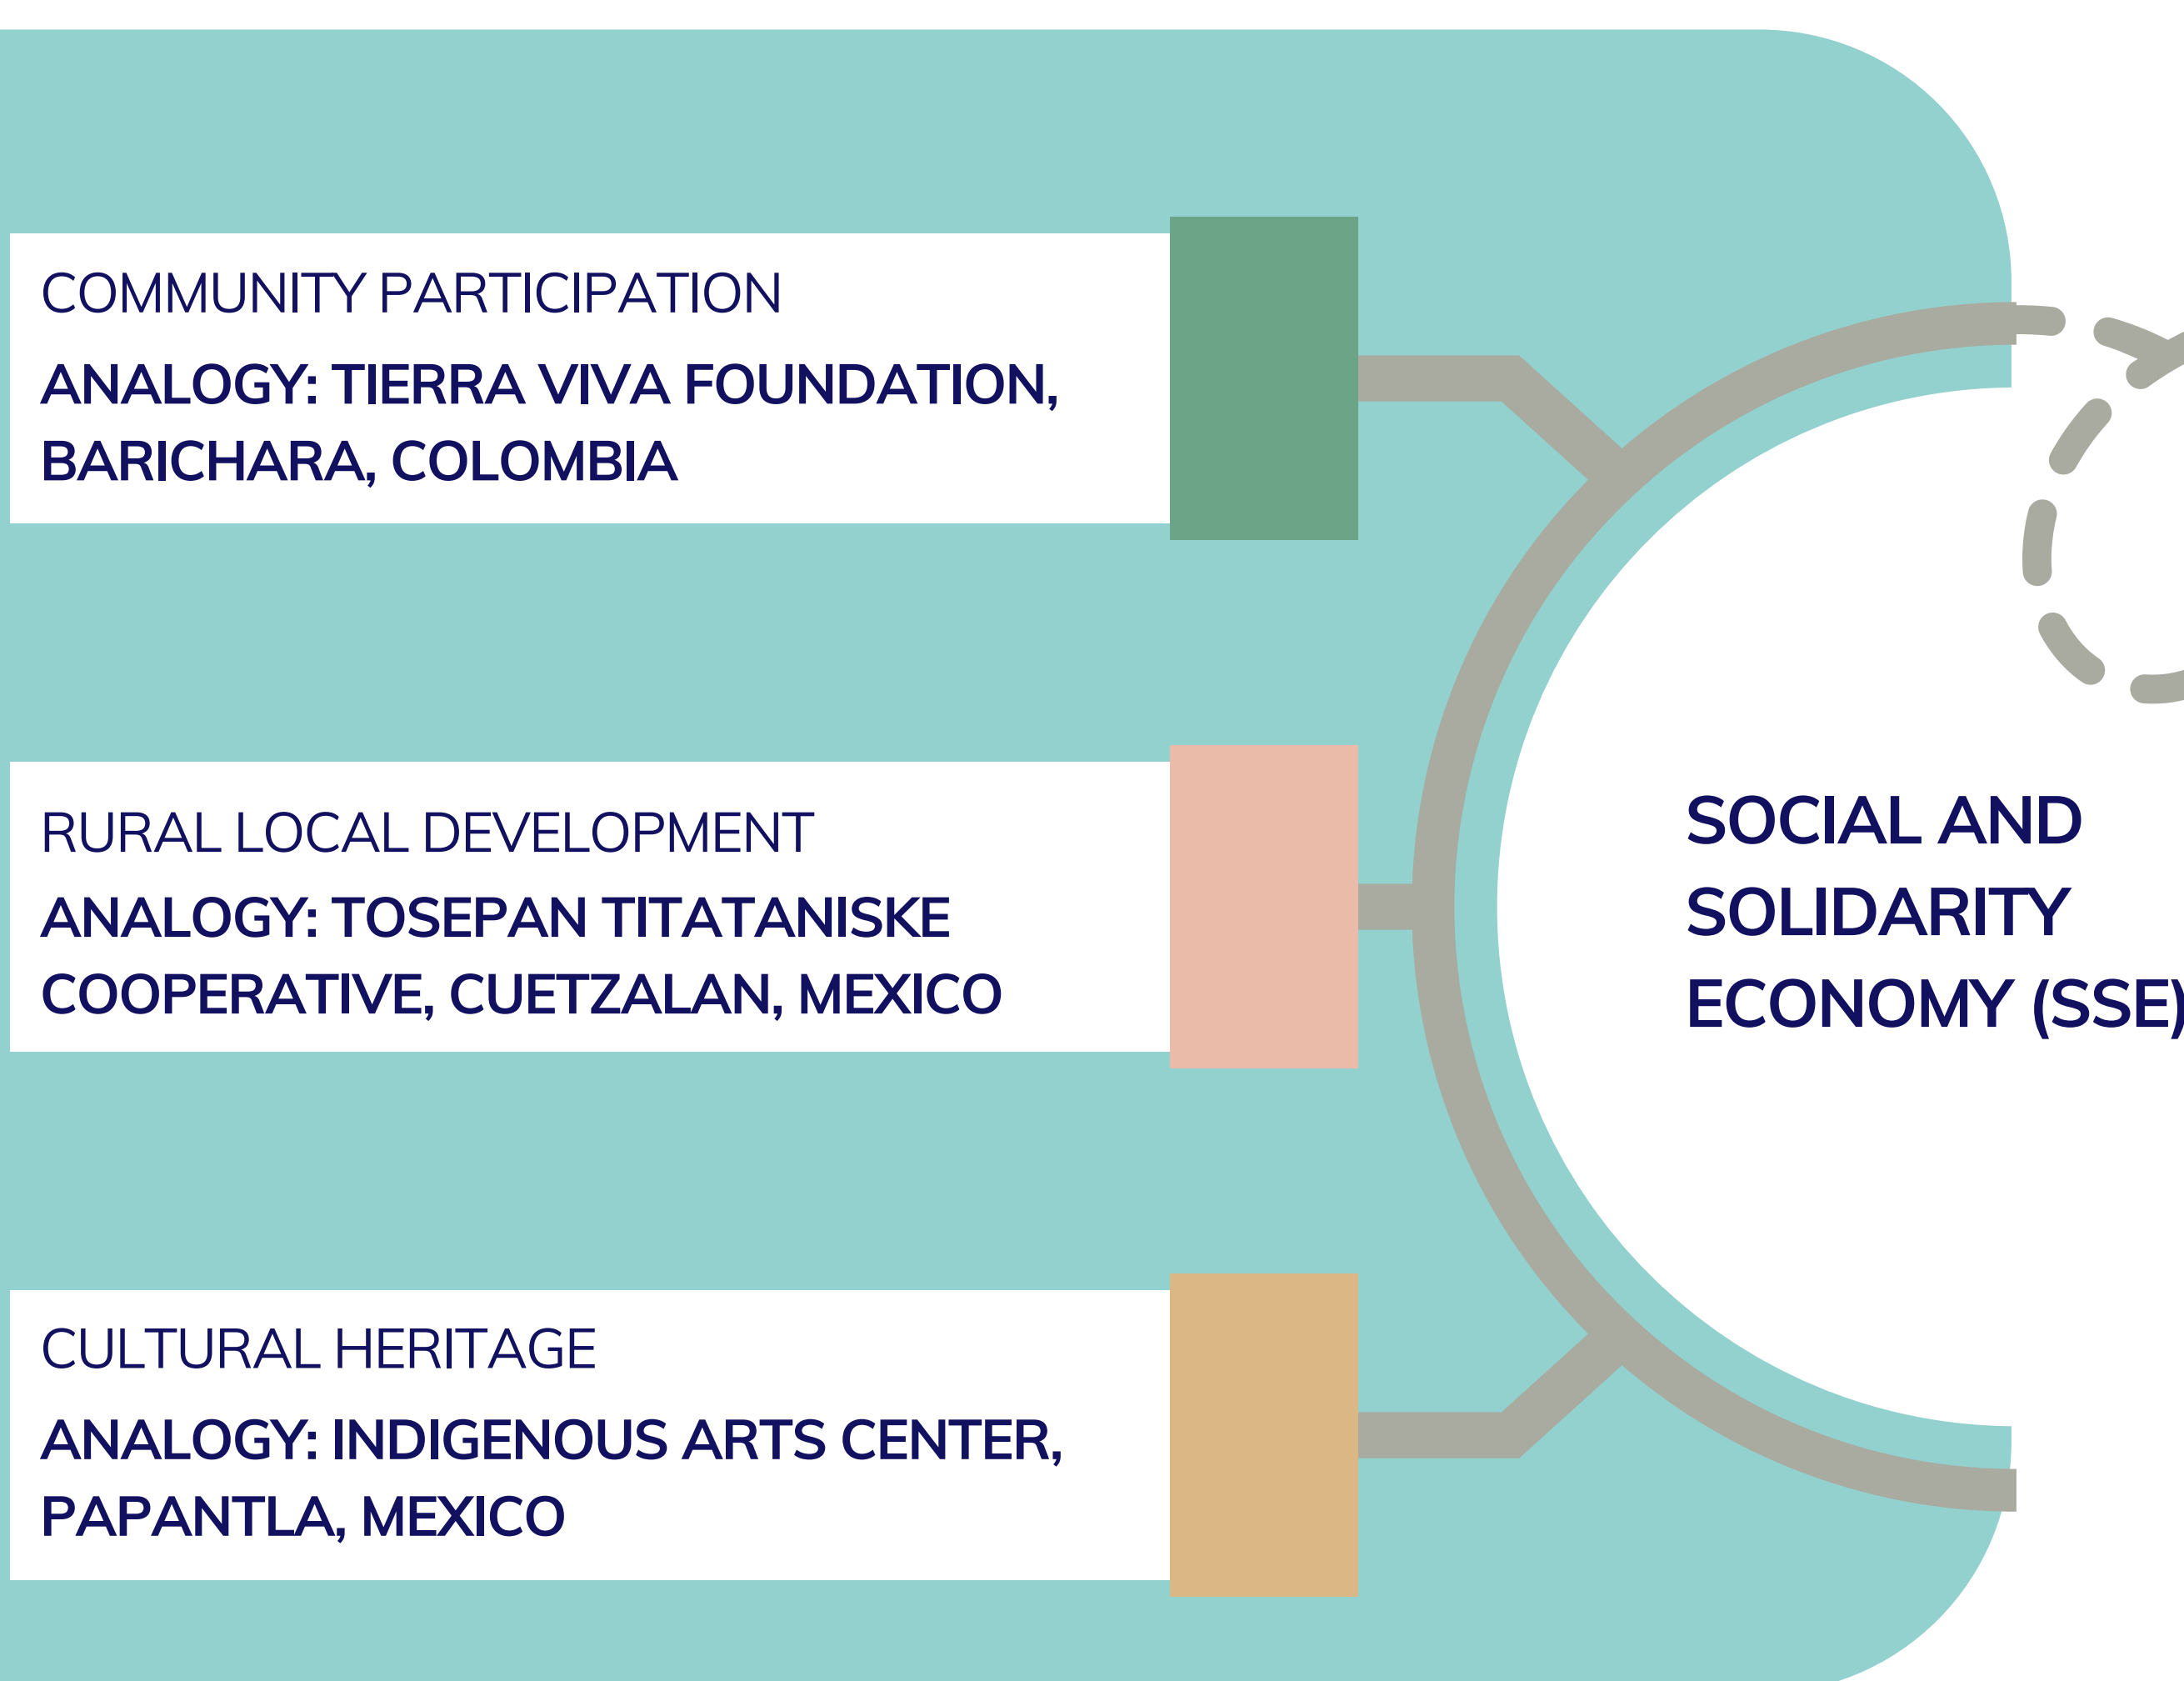 COMMUNITY PARTICIPATION
ANALOGY: TIERRA VIVA FOUNDATION,
BARICHARA, COLOMBIA
RURAL LOCAL DEVELOPMENT
ANALOGY: TOSEPAN TITATANISKE
COOPERATIVE, CUETZALAN, MEXICO
CULTURAL HERITAGE
ANALOGY: INDIGENOUS ARTS CENTER,
PAPANTLA, MEXICO
SOCIAL AND
SOLIDARITY
ECONOMY (SSE)